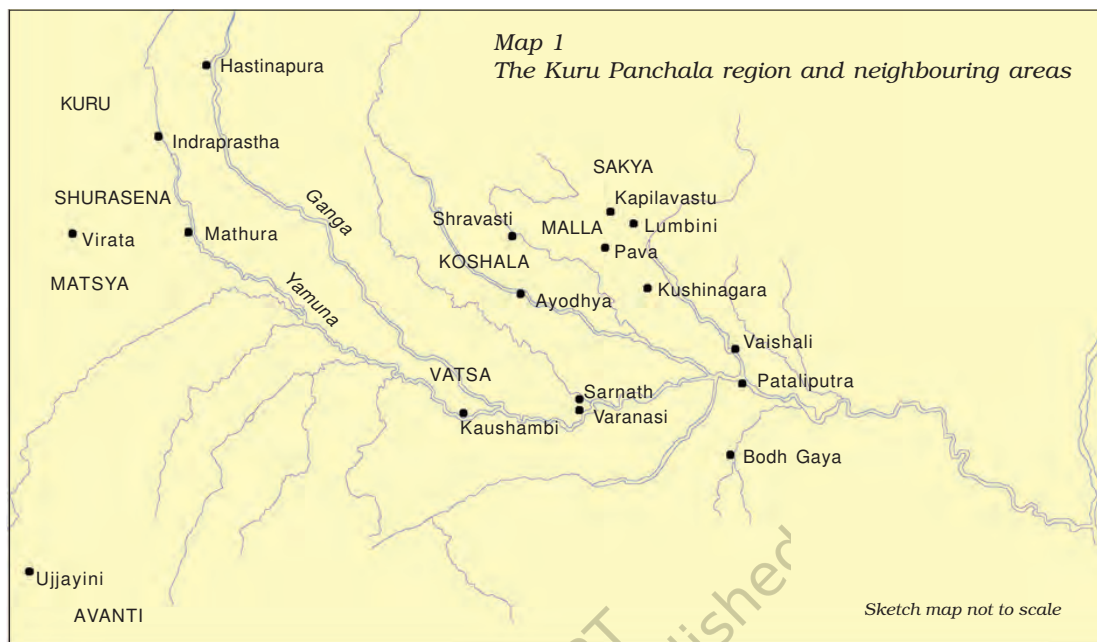 Map 1
The Kuru Panchala region and neighbouring areas
Hastinapura
KURU
Indraprastha
SAKYA
Kapilavastu
SHURASENA
Ganga
Shravasti
MALLA
Lumbini
Virata
Mathura
Pava
KOSHALA
MATSYA
Yamuna
Kushinagara
Ayodhya
Vaishali
VATSA
Pataliputra
Sarnath
Kaushambi
Varanasi
Bodh Gaya
Ujjayini
AVANTI
Sketch map not to scale